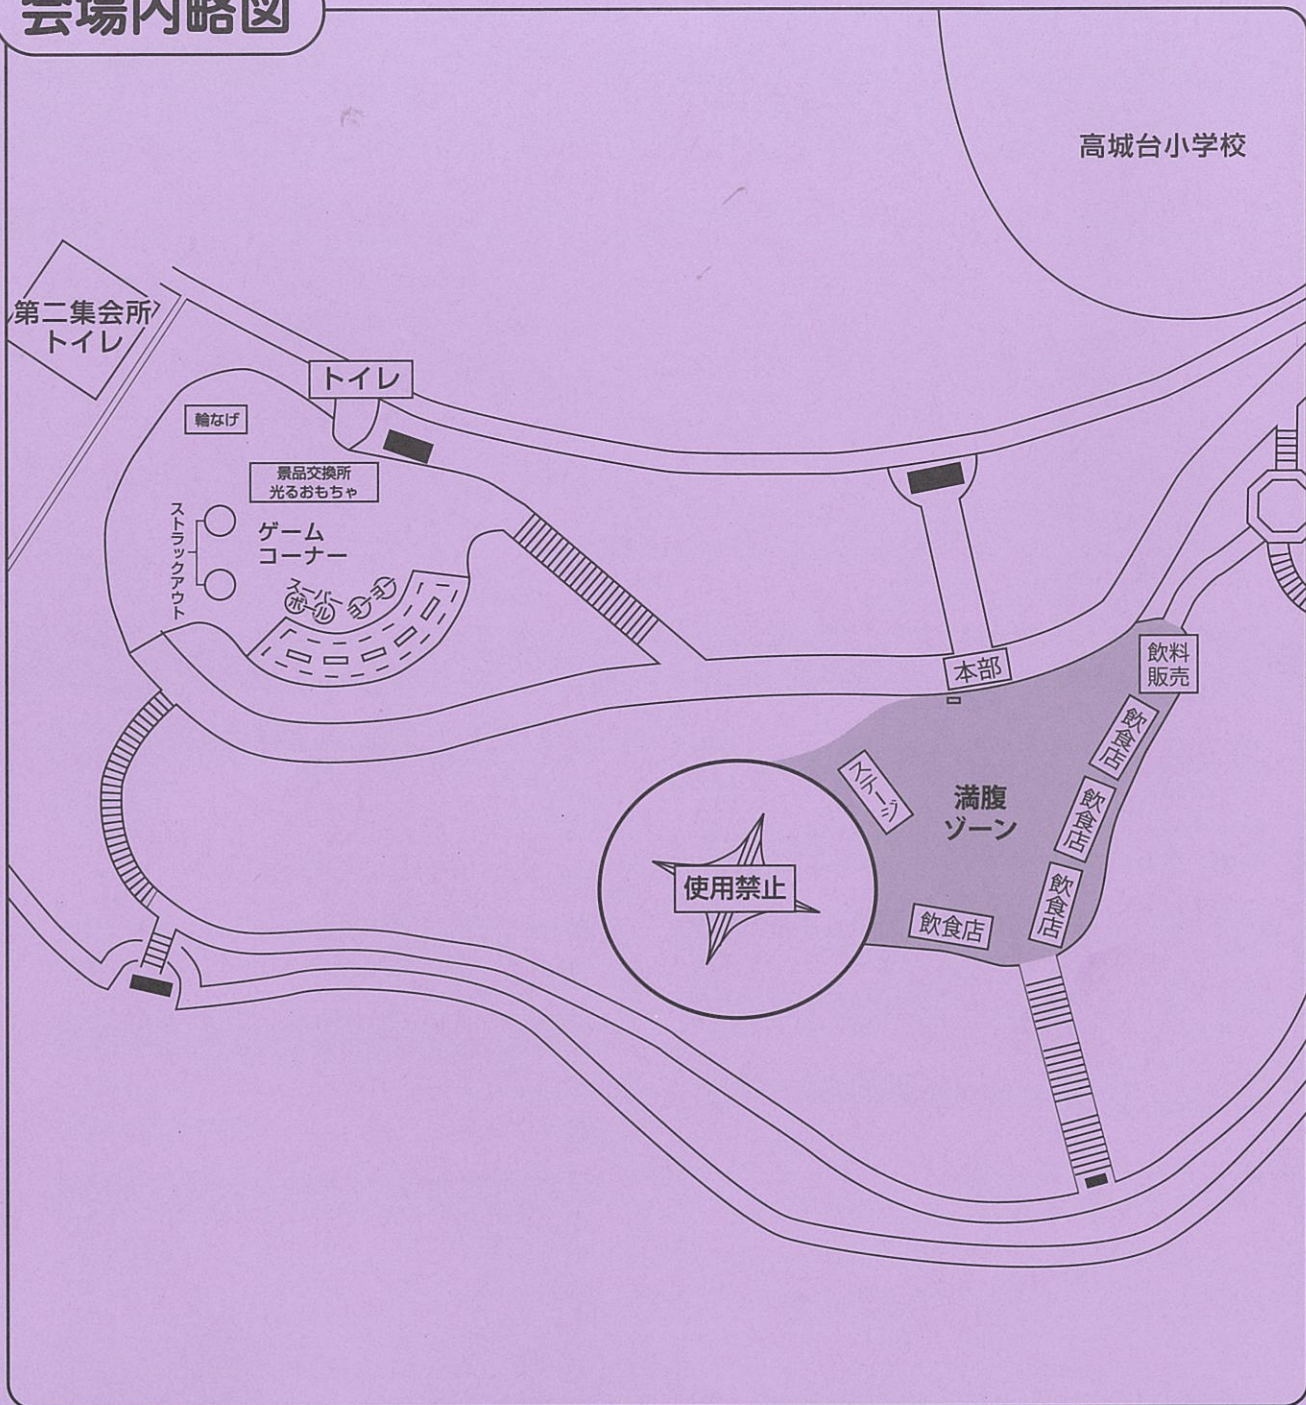 会場内略図
高城台小学校
第二集会所
トイレ
トイレ
輪なげ
景品交換所
光るおもちゃ
ストラックアウト
ゲーム
コーナー
スーパー
ボール
ヨーヨー
本部
飲料
販売
飲食店
飲食店
飲食店
飲食店
ステージ
満腹
ゾーン
使用禁止